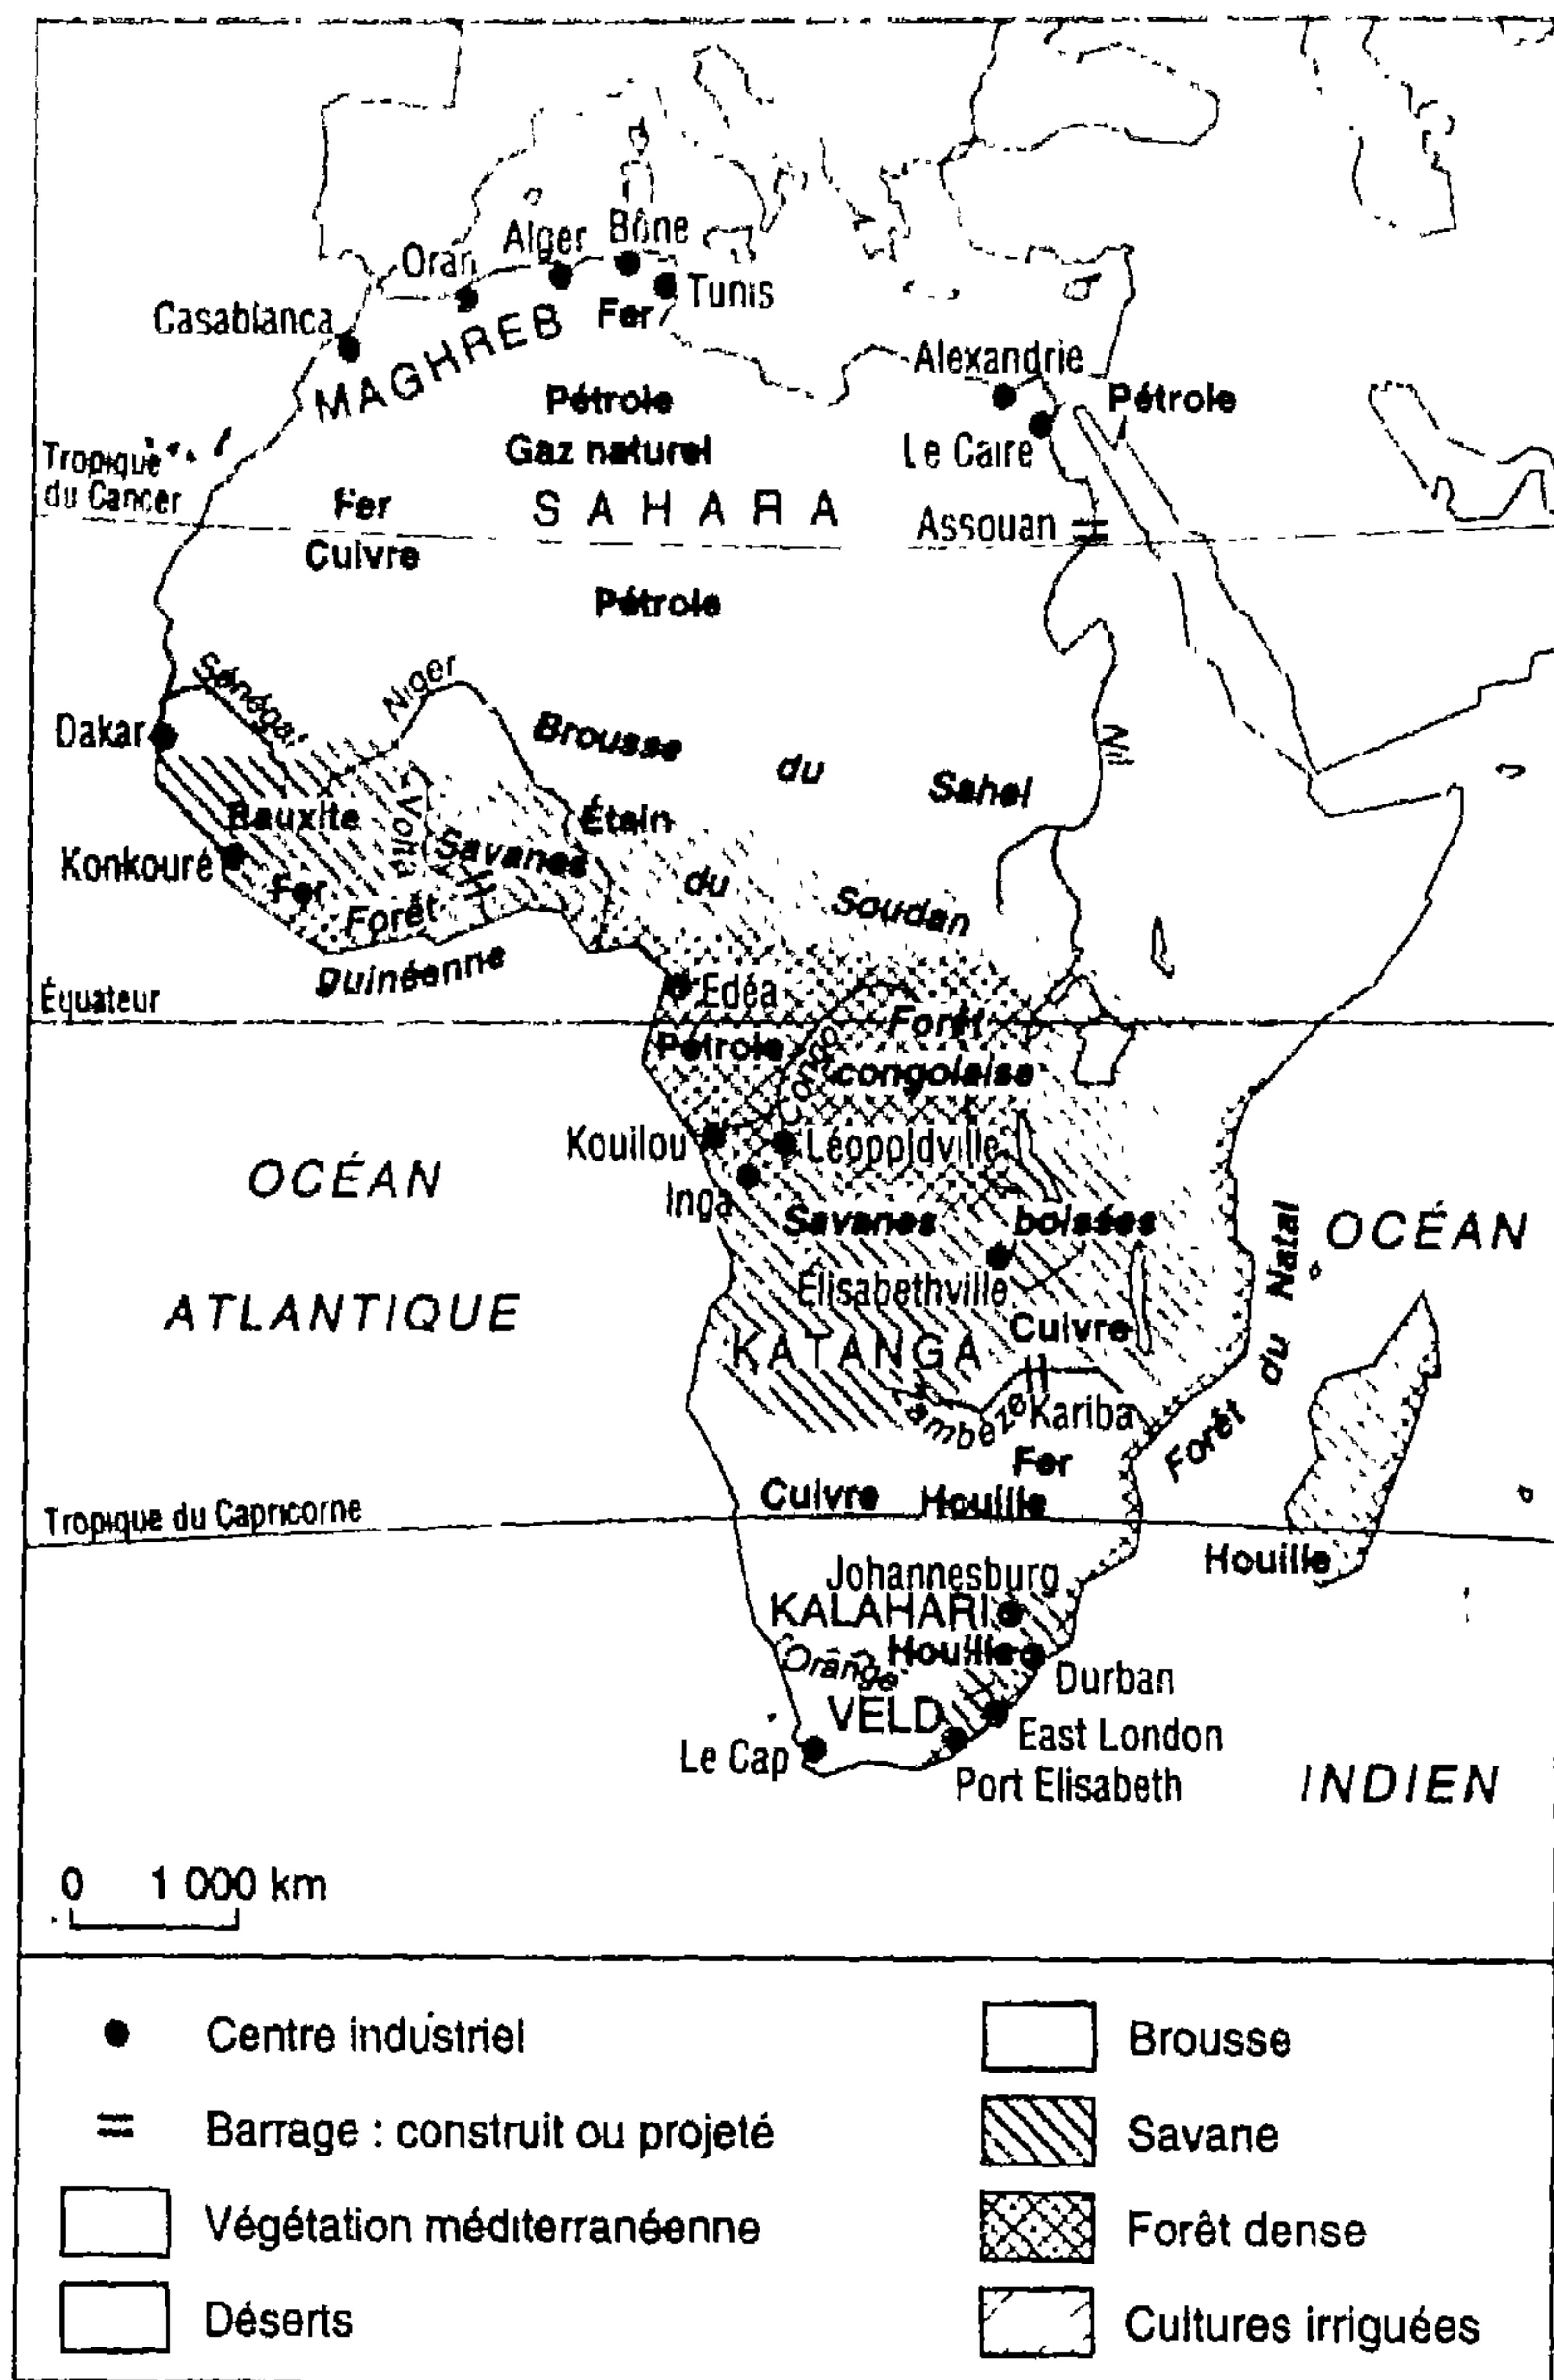 Oran
Alger
Bône
Casablanca
Tunis
MAGHREB
Fer
Alexandrie
Pétrole
Pétrole
Le Caire
Gaz naturel
Tropique
du Cancer
Fer
SAHARA
Assouan
Cuivre
Pétrole
Sénégal
Niger
Dakar
Brousse du Sahel
Nil
Bauxite
Volta
Étain
Konkouré
Savanes du Soudan
Fer
Forêt
Guinéenne
Équateur
Edéa
Forêt
congolaise
Pétrole
Congo
Kouilou
Léopoldville
Inga
OCÉAN
ATLANTIQUE
Savanes boisées
Élisabethville
Cuivre
KATANGA
Zambèze
Kariba
Forêt du Natal
OCÉAN
INDIEN
Fer
Cuivre
Houille
Tropique du Capricorne
Houille
Johannesburg
KALAHARI
Houille
Orange
Durban
VELD
East London
Le Cap
Port Elisabeth
0 1 000 km
Centre industriel
Barrage : construit ou projeté
Végétation méditerranéenne
Déserts
Brousse
Savane
Forêt dense
Cultures irriguées